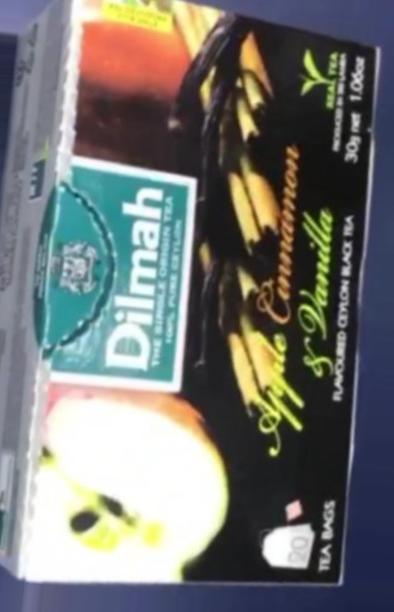 Dilmah
THE SINGLE ORIGIN TEA
100% PURE CEYLON
Apple Cinnamon
& Vanilla
FLAVOURED CEYLON BLACK TEA
REAL TEA
PRODUCED IN SRI LANKA
30g net 1.06oz
20
TEA BAGS